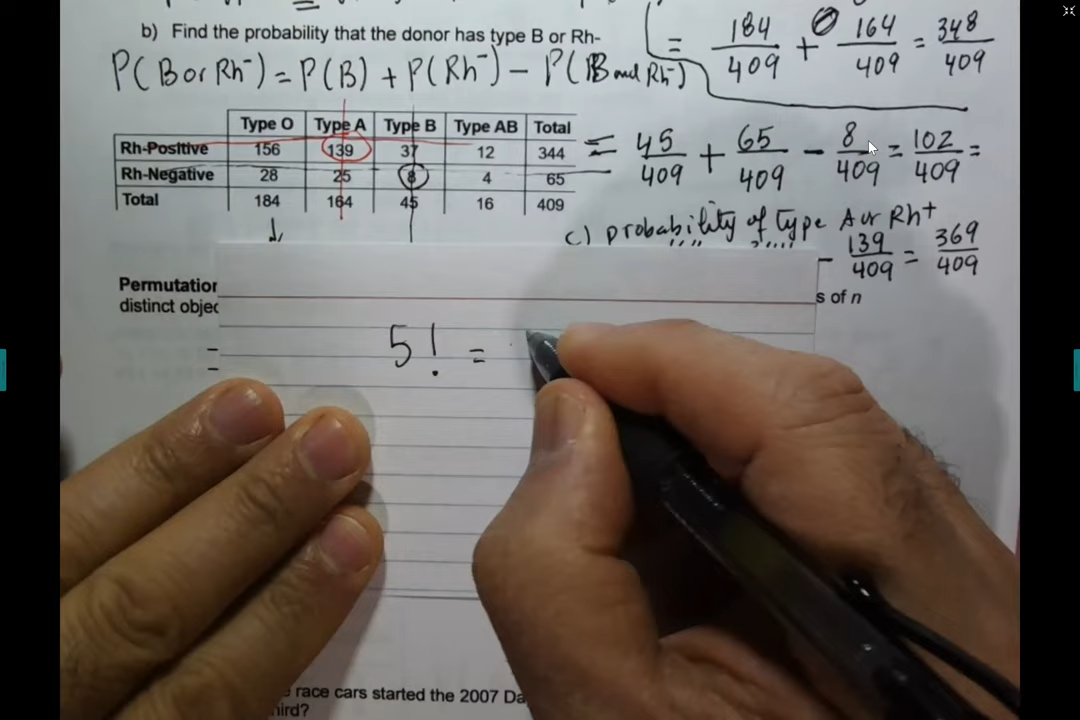 b) Find the probability that the donor has type B or Rh-
= 184/409 + 164/409 = 348/409
P(B or Rh⁻) = P(B) + P(Rh⁻) - P(B and Rh⁻)
Type O Type A Type B Type AB Total
Rh-Positive 156 139 37 12 344
Rh-Negative 28 25 8 4 65
Total 184 164 45 16 409
= 45/409 + 65/409 - 8/409 = 102/409 =
c) probability of type A or Rh⁺
- 139/409 = 369/409
distinct
s of n
5! =
race cars started the 2007
hird?